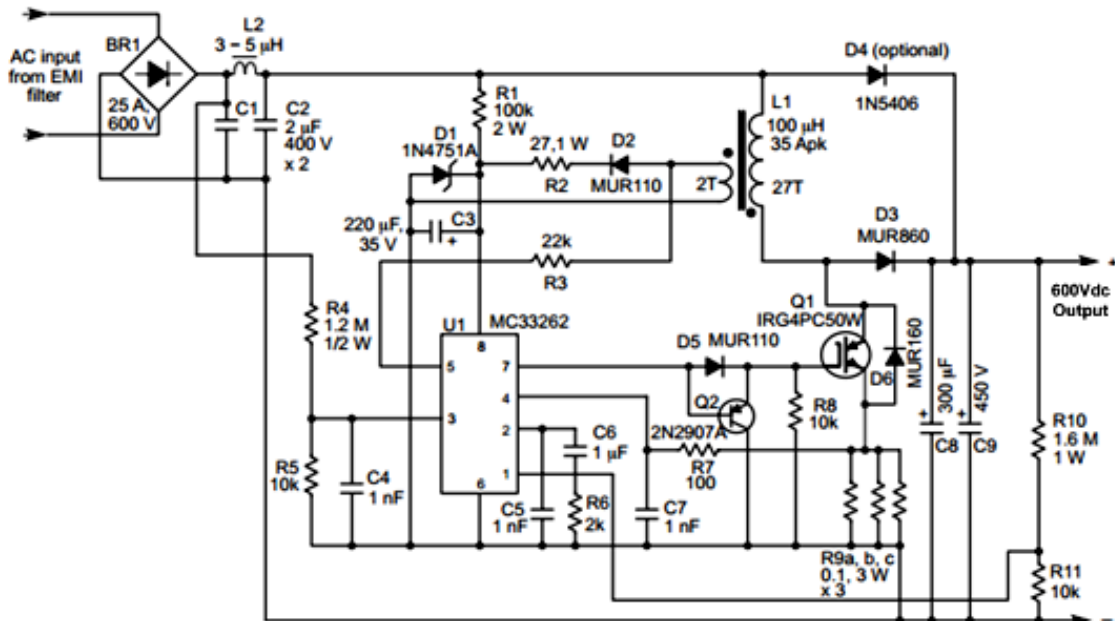 AC input
from EMI
filter
BR1
25 A,
600 V
L2
3 – 5 µH
C1
C2
2 µF
400 V
x 2
R1
100k
2 W
D1
1N4751A
27,1 W
R2
D2
MUR110
2T
L1
100 µH
35 Apk
27T
D4 (optional)
1N5406
D3
MUR860
220 µF,
35 V
C3
+
22k
R3
R4
1.2 M
1/2 W
U1
MC33262
8
5
3
7
4
2
1
6
D5
MUR110
Q2
2N2907A
R7
100
Q1
IRG4PC50W
D6
MUR160
R8
10k
+
300 µF
C8
+
450 V
C9
+
600Vdc
Output
R10
1.6 M
1 W
R5
10k
C4
1 nF
C5
1 nF
C6
1 µF
R6
2k
C7
1 nF
R9a, b, c
0.1, 3 W
x 3
R11
10k
–